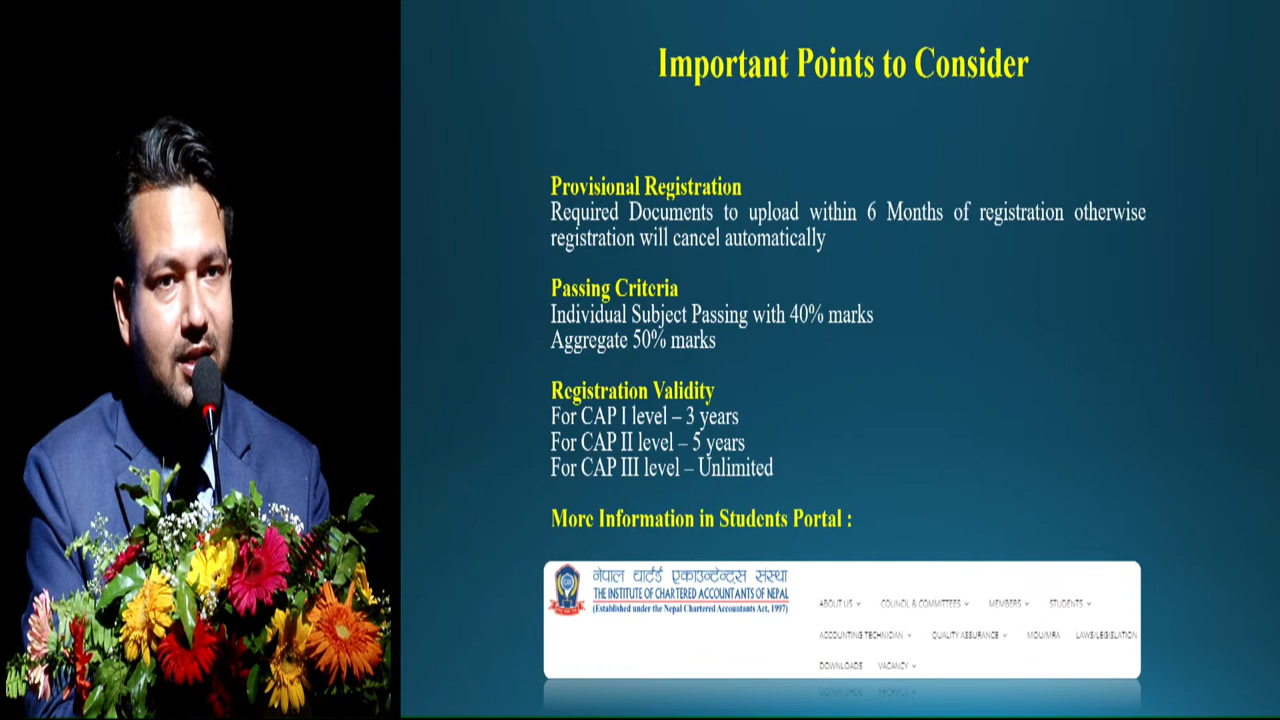 Important Points to Consider
Provisional Registration
Required Documents to upload within 6 Months of registration otherwise
registration will cancel automatically
Passing Criteria
Individual Subject Passing with 40% marks
Aggregate 50% marks
Registration Validity
For CAP I level – 3 years
For CAP II level – 5 years
For CAP III level – Unlimited
More Information in Students Portal :
नेपाल चार्टर्ड एकाउन्टेन्ट्स संस्था
THE INSTITUTE OF CHARTERED ACCOUNTANTS OF NEPAL
(Established under the Nepal Chartered Accountants Act, 1997)
ABOUT US COUNCIL & COMMITTEES MEMBERS STUDENTS
ACCOUNTING TECHNICIAN QUALITY ASSURANCE MOU/MRA LAWS/LEGISLATION
DOWNLOADS VACANCY